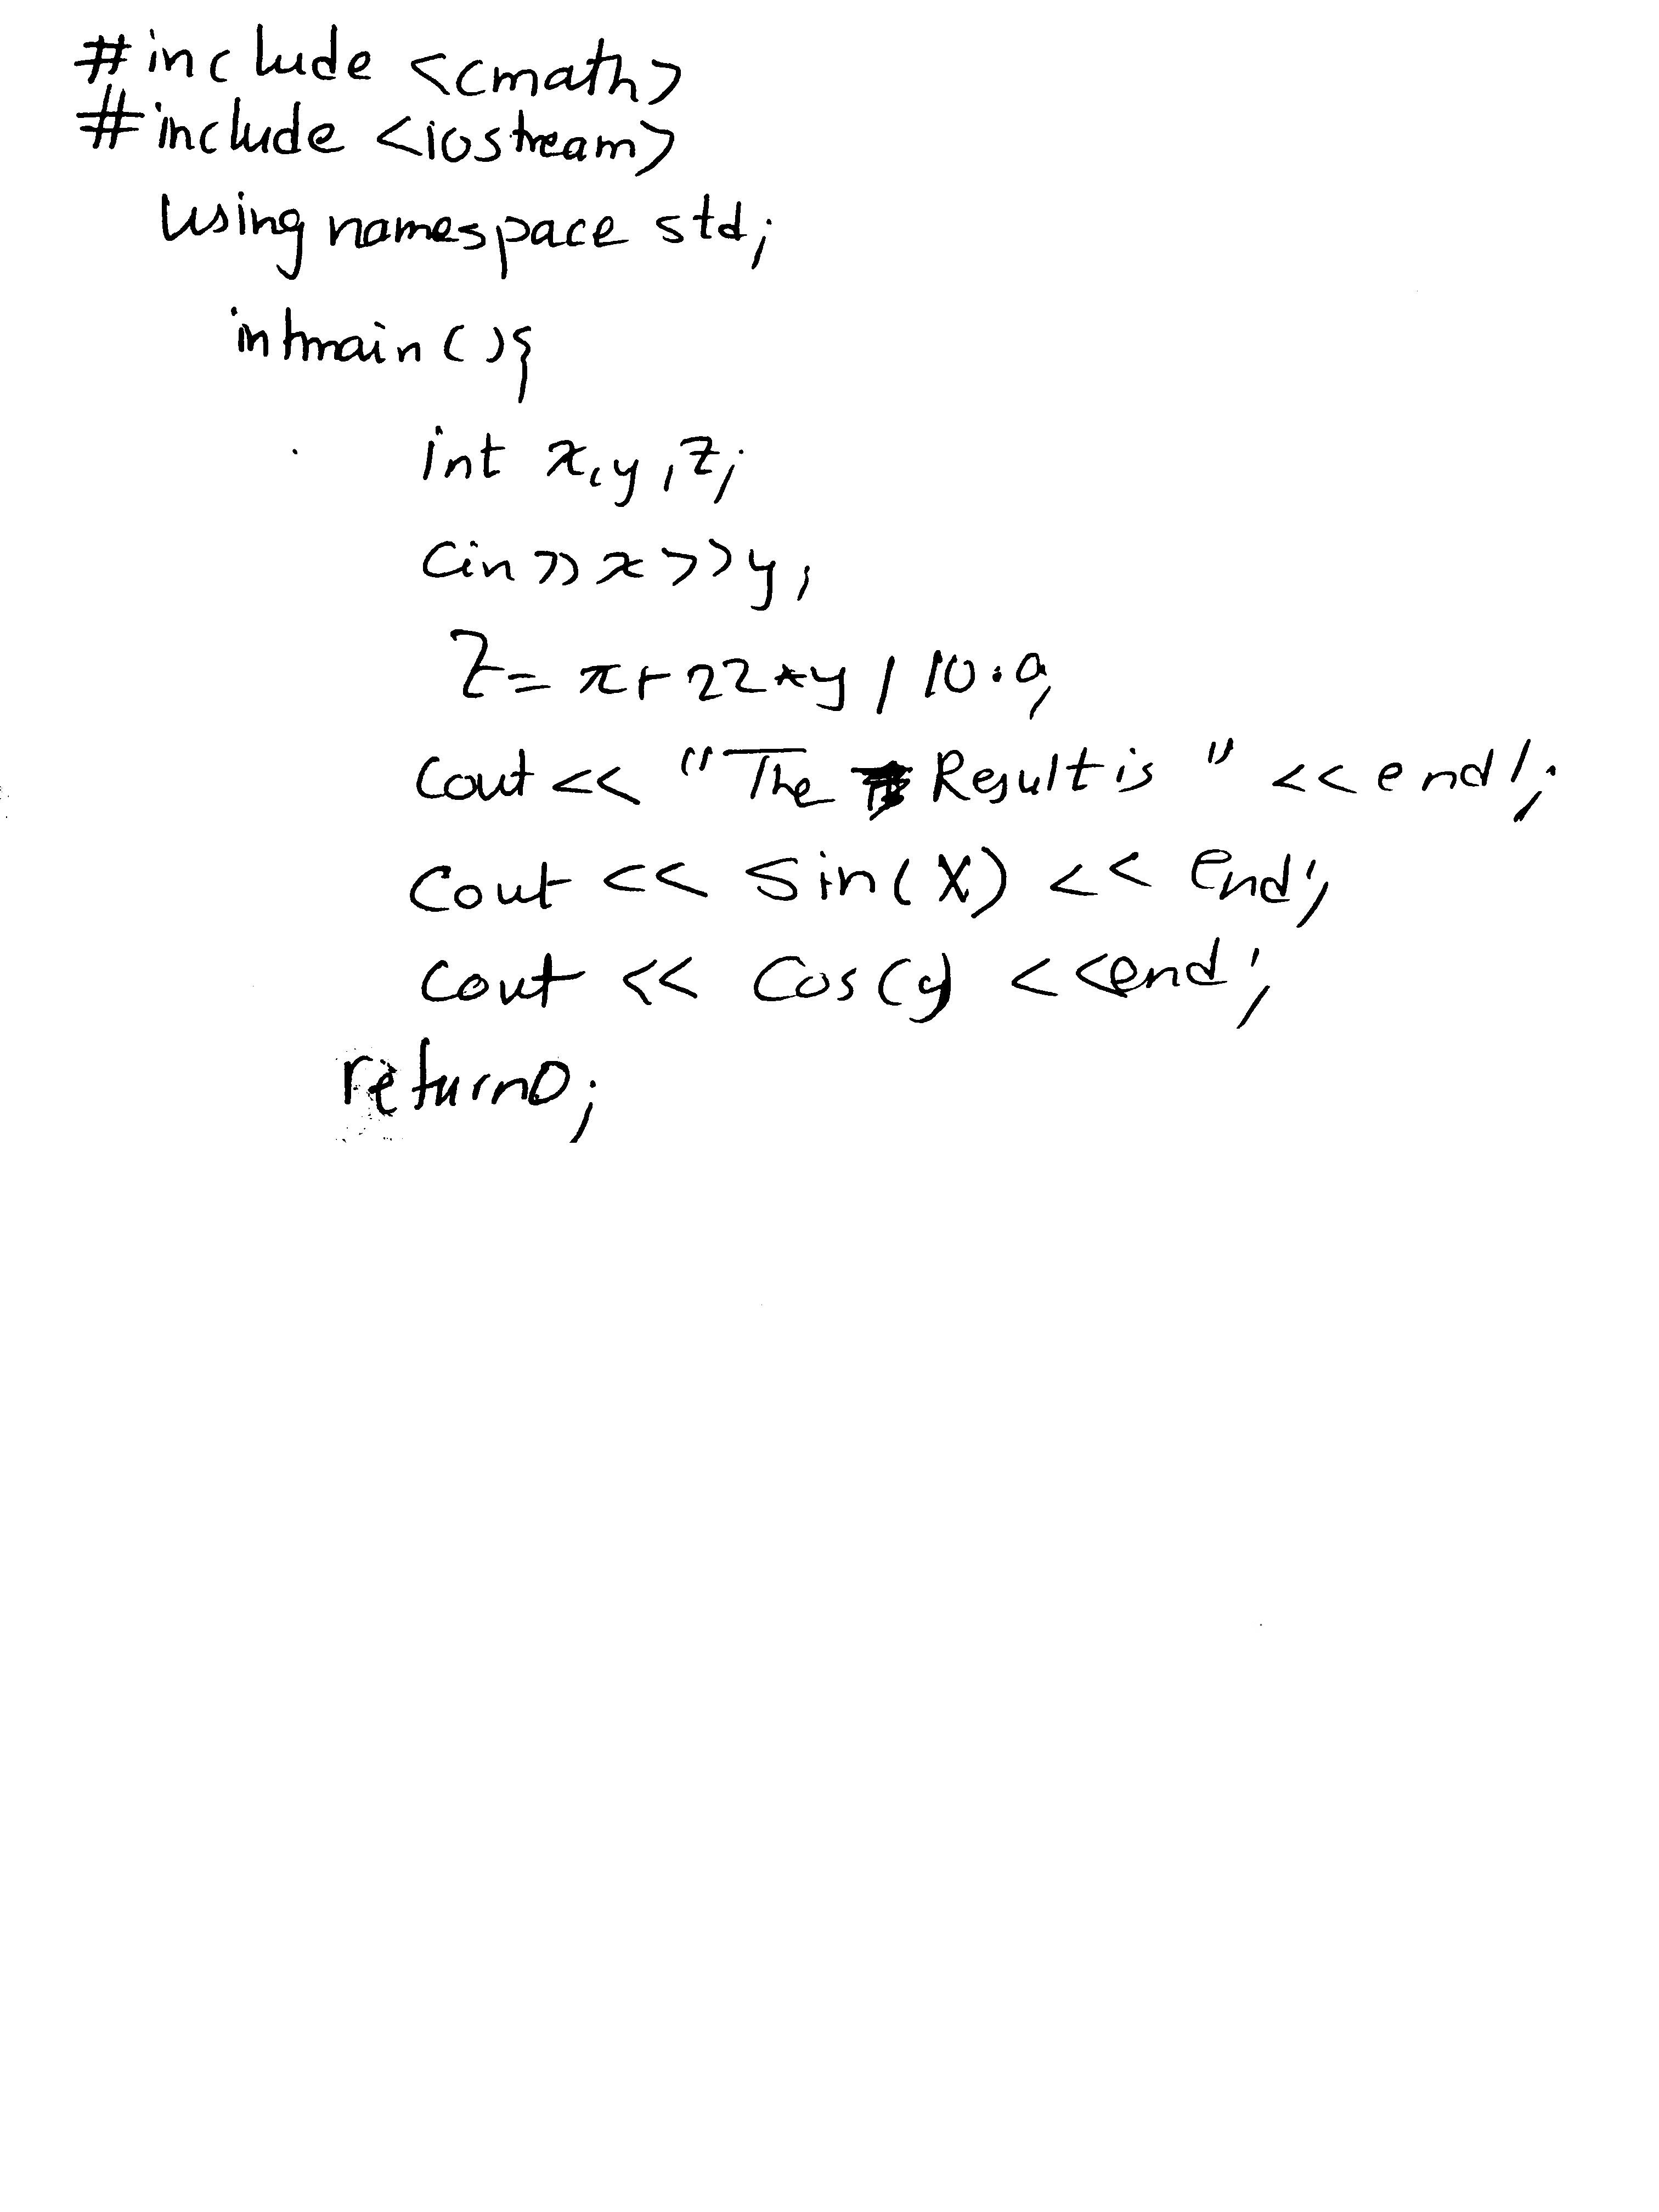 #include <cmath>
#include <iostream>
using namespace std;
intmain(){
int x,y,z;
cin>>x>>y;
z= x+22*y/10.0;
cout<< "The Result is " <<endl;
cout << sin(x) << endl;
cout << cos(y) <<endl;
return0;